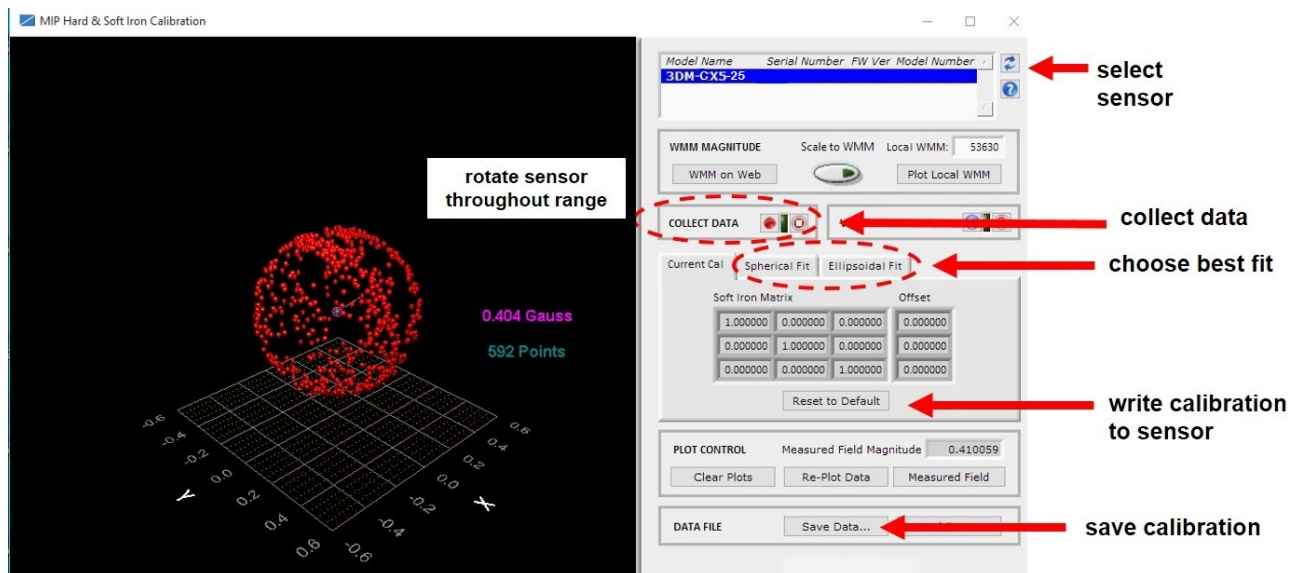 MIP Hard & Soft Iron Calibration
Model Name Serial Number FW Ver Model Number
3DM-GX5-25
select
sensor
WMM MAGNITUDE Scale to WMM Local WMM: 53630
WMM on Web Plot Local WMM
rotate sensor
throughout range
COLLECT DATA
collect data
Current Cal Spherical Fit Ellipsoidal Fit
choose best fit
Soft Iron Matrix Offset
1.000000 0.000000 0.000000 0.000000
0.000000 1.000000 0.000000 0.000000
0.000000 0.000000 1.000000 0.000000
Reset to Default
write calibration
to sensor
0.404 Gauss
592 Points
PLOT CONTROL Measured Field Magnitude 0.410059
Clear Plots Re-Plot Data Measured Field
DATA FILE Save Data...
save calibration
-0.6
-0.4
-0.2
0.0
0.2
0.4
0.6
Y
0.6
0.4
0.2
0.0
-0.2
-0.4
-0.6
X